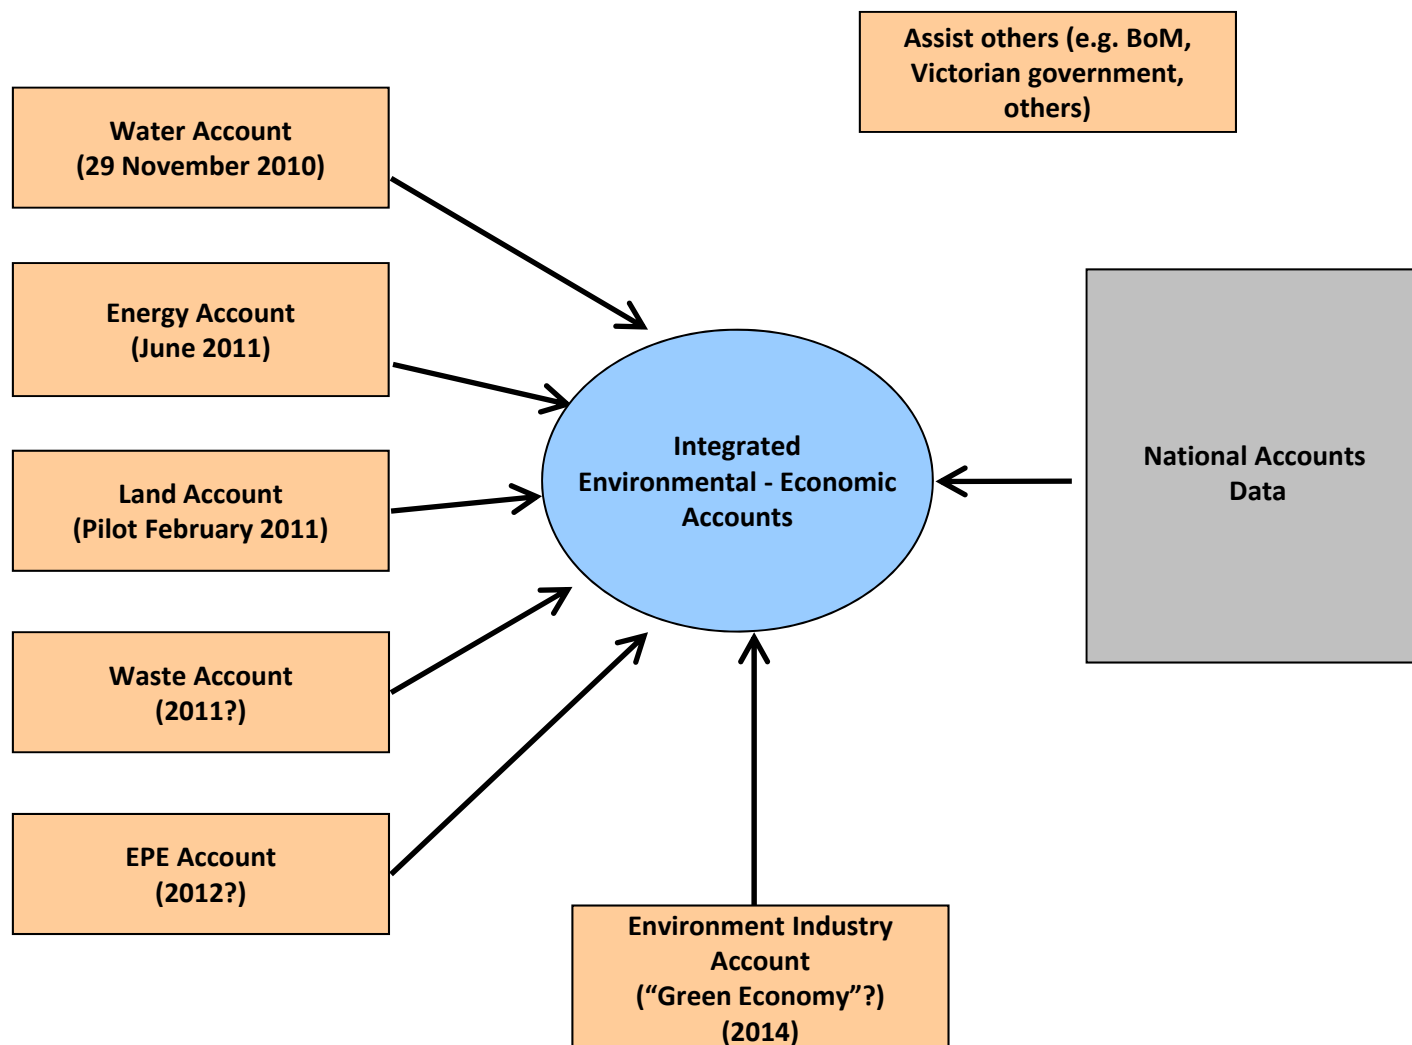 Assist others (e.g. BoM,
Victorian government,
others)
Water Account
(29 November 2010)
Energy Account
(June 2011)
Land Account
(Pilot February 2011)
Waste Account
(2011?)
EPE Account
(2012?)
Integrated
Environmental - Economic
Accounts
National Accounts
Data
Environment Industry
Account
(“Green Economy”?)
(2014)